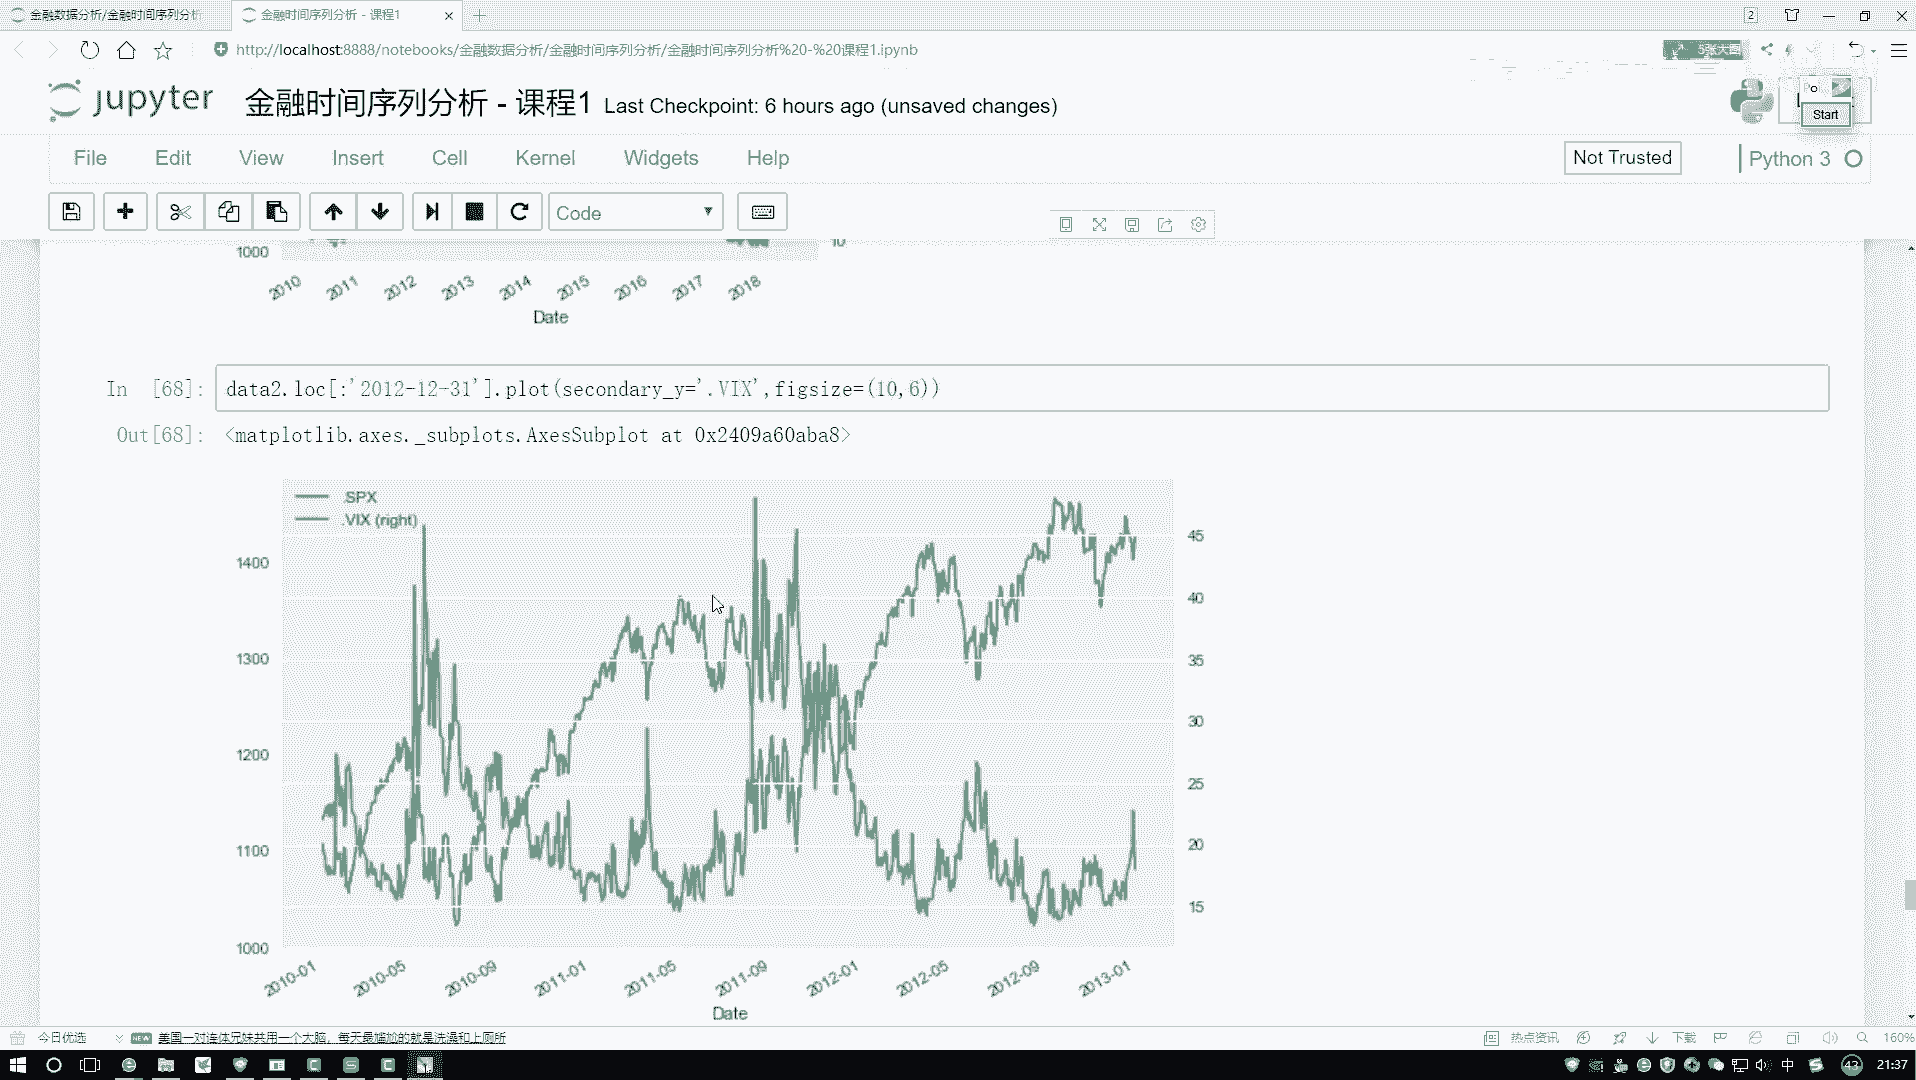 金融数据分析/金融时间序列分析
金融时间序列分析 - 课程1
2
http://localhost:8888/notebooks/金融数据分析/金融时间序列分析/金融时间序列分析%20-%20课程1.ipynb
5张大图
jupyter
金融时间序列分析 - 课程1 Last Checkpoint: 6 hours ago (unsaved changes)
Start
File Edit View Insert Cell Kernel Widgets Help
Not Trusted
Python 3
Code
1000
10
2010 2011 2012 2013 2014 2015 2016 2017 2018
Date
In [68]: data2.loc[:'2012-12-31'].plot(secondary_y='.VIX',figsize=(10,6))
Out[68]: <matplotlib.axes._subplots.AxesSubplot at 0x2409a60aba8>
.SPX
.VIX (right)
1400
1300
1200
1100
1000
45
40
35
30
25
20
15
2010-01 2010-05 2010-09 2011-01 2011-05 2011-09 2012-01 2012-05 2012-09 2013-01
Date
今日优选
NEW
美国一对连体兄妹共用一个大脑，每天最尴尬的就是洗澡和上厕所
热点资讯
下载
160%
中
43
21:37